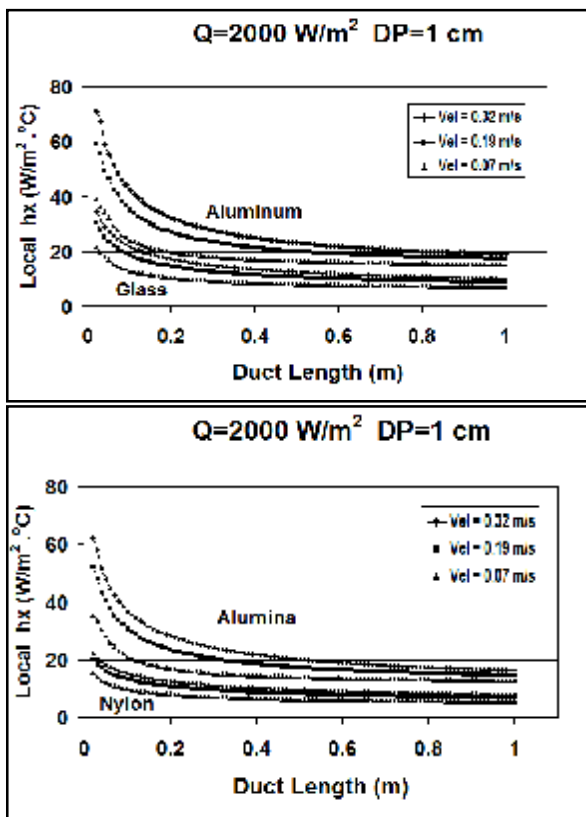 Q=2000 W/m² DP=1 cm
Local hx (W/m².°C)
80
60
40
20
0
Vel = 0.32 m/s
Vel = 0.19 m/s
Vel = 0.07 m/s
Aluminum
Glass
0 0.2 0.4 0.6 0.8 1
Duct Length (m)
Q=2000 W/m² DP=1 cm
Local hx (W/m².°C)
80
60
40
20
0
Vel = 0.32 m/s
Vel = 0.19 m/s
Vel = 0.07 m/s
Alumina
Nylon
0 0.2 0.4 0.6 0.8 1
Duct Length (m)